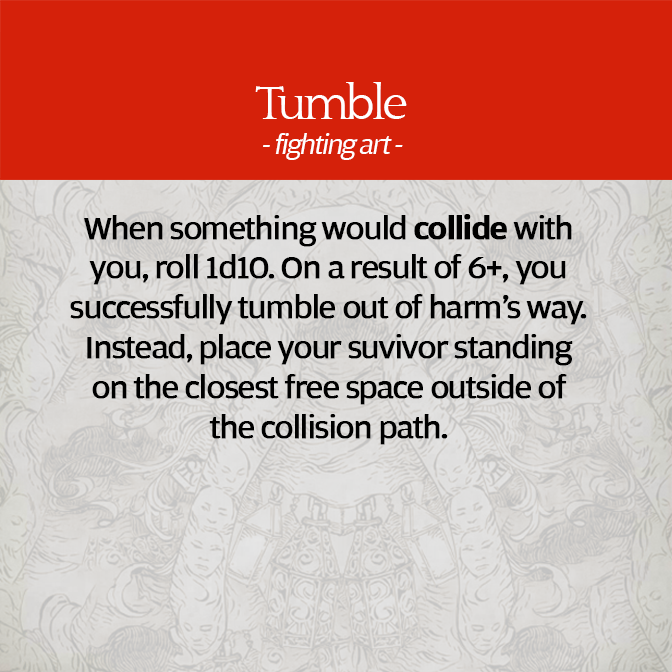 Tumble
- fighting art -
When something would collide with
you, roll 1d10. On a result of 6+, you
successfully tumble out of harm’s way.
Instead, place your suvivor standing
on the closest free space outside of
the collision path.